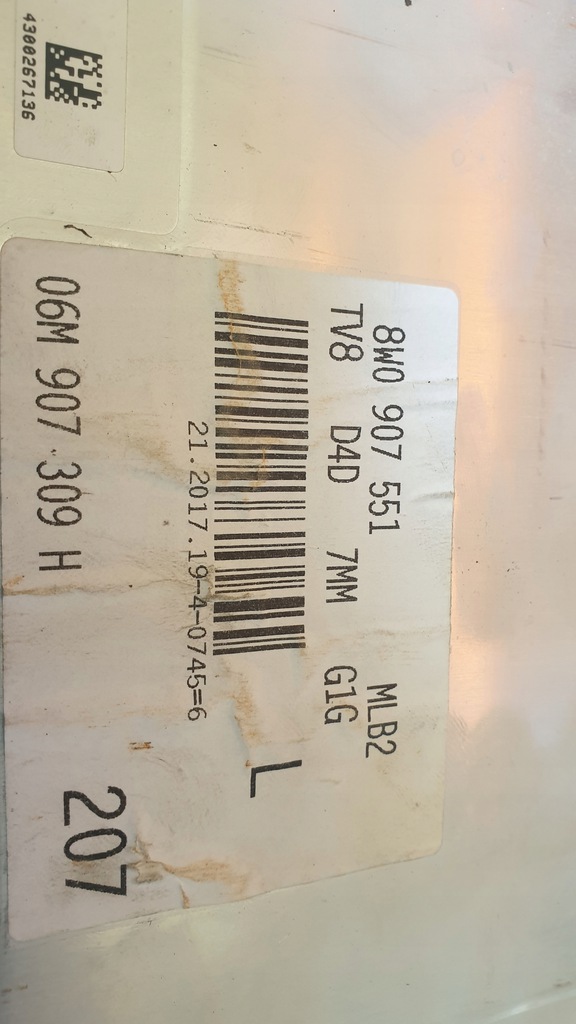 4300267136
8W0 907 551 MLB2
TV8 D4D 7MM G1G
L
21.2017.19-4-0745=6
06M 907 309 H 207